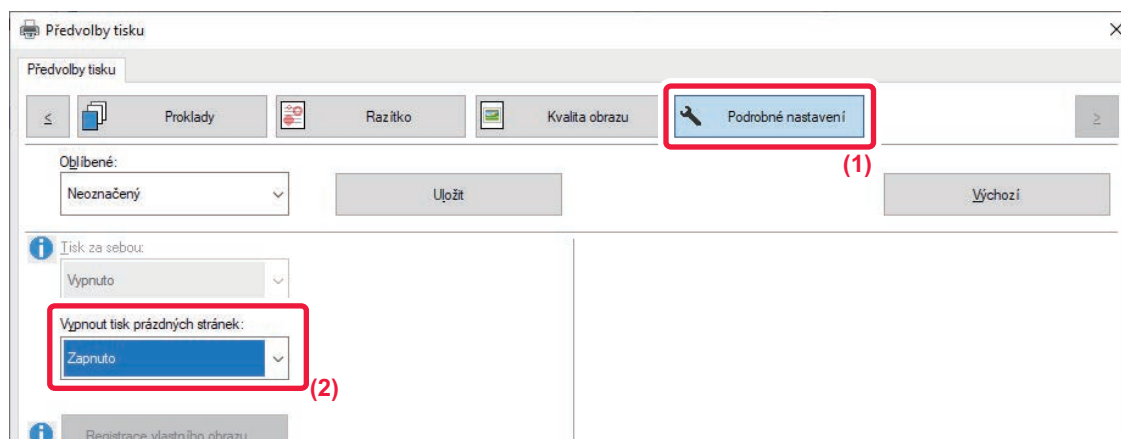 Předvolby tisku
Předvolby tisku
< Proklady Razítko Kvalita obrazu Podrobné nastavení >
(1)
Oblíbené:
Neoznačený Uložit Výchozí
Tisk za sebou:
Vypnuto
Vypnout tisk prázdných stránek:
Zapnuto
(2)
Registrace vlastního obrazu